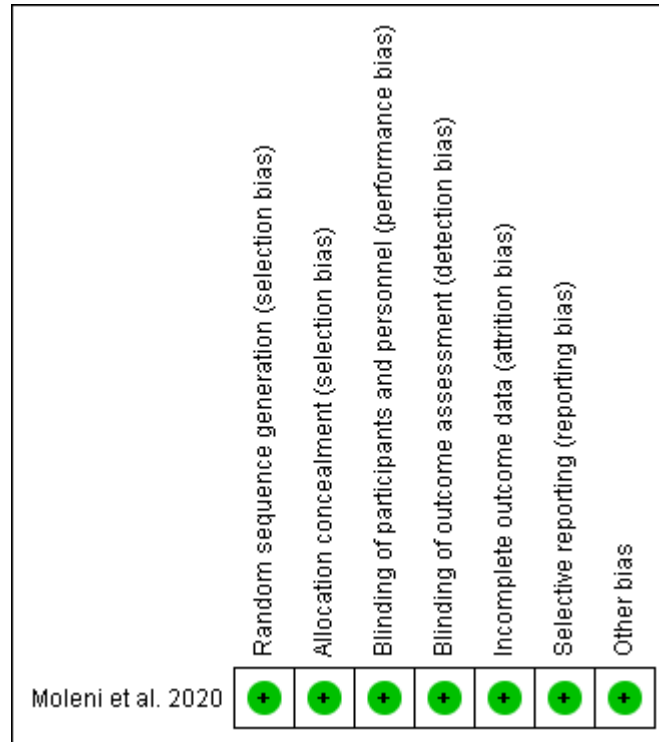 Random sequence generation (selection bias)
Allocation concealment (selection bias)
Blinding of participants and personnel (performance bias)
Blinding of outcome assessment (detection bias)
Incomplete outcome data (attrition bias)
Selective reporting (reporting bias)
Other bias
Moleni et al. 2020 + + + + + + +